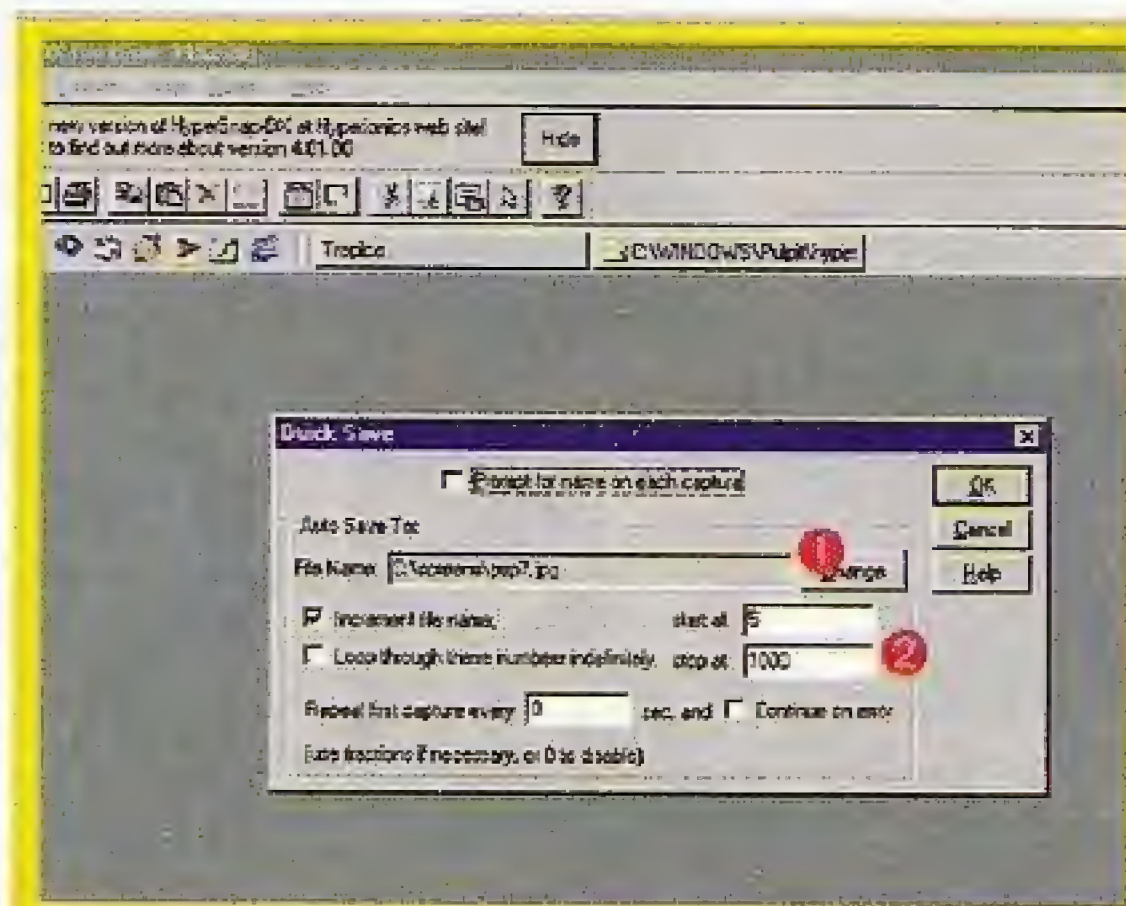 new version of HyperSnap-DX at Hyperionics web site!
to find out more about version 4.01.00
Hide
Tropico
C:\WINDOWS\Pulpit\hyper
Quick Save
Prompt for name on each capture
OK
Auto Save To:
Cancel
File Name:
1
Change
Help
Increment file name,
start at
5
Loop through these numbers indefinitely,
stop at
1000
2
Repeat first capture every
0
sec. and
Continue on error
(use fractions if necessary, or 0 to disable)